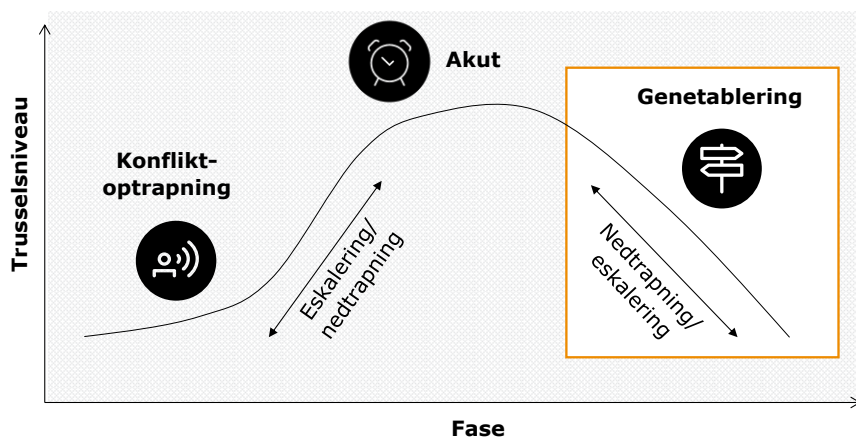 Trusselsniveau
Konflikt-
optrapning
Akut
Genetablering
Eskalering/
nedtrapning
Nedtrapning/
eskalering
Fase